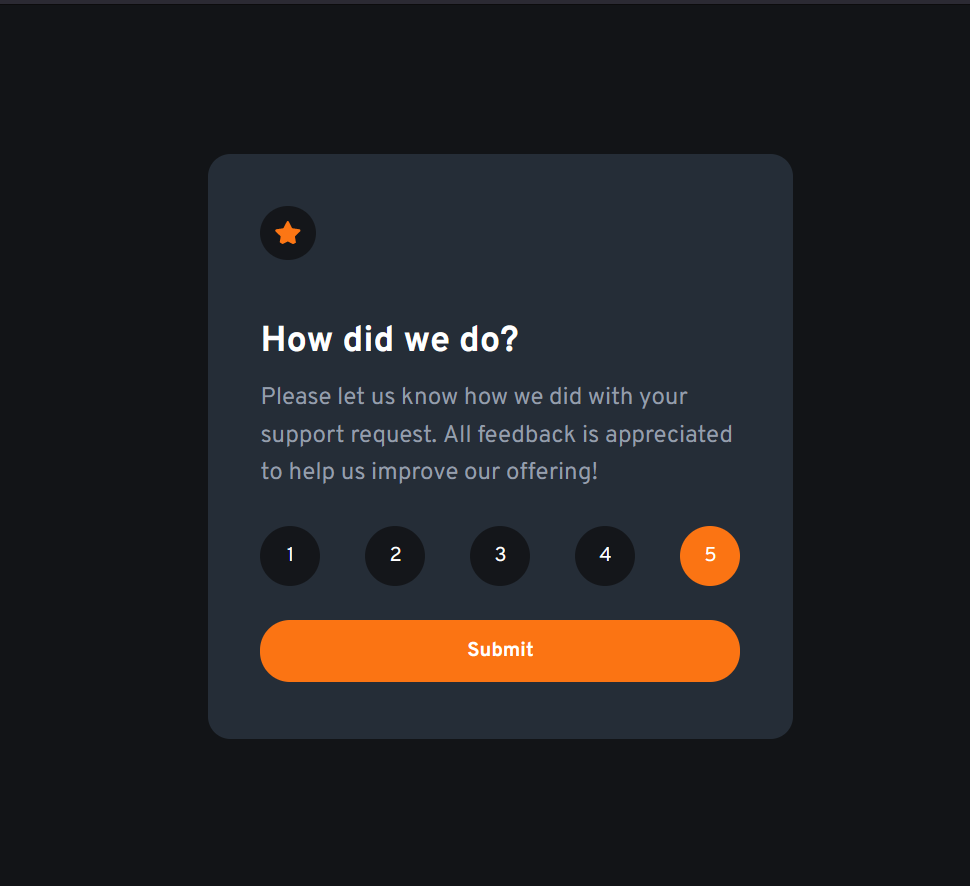 How did we do?
Please let us know how we did with your
support request. All feedback is appreciated
to help us improve our offering!
1 2 3 4 5
Submit